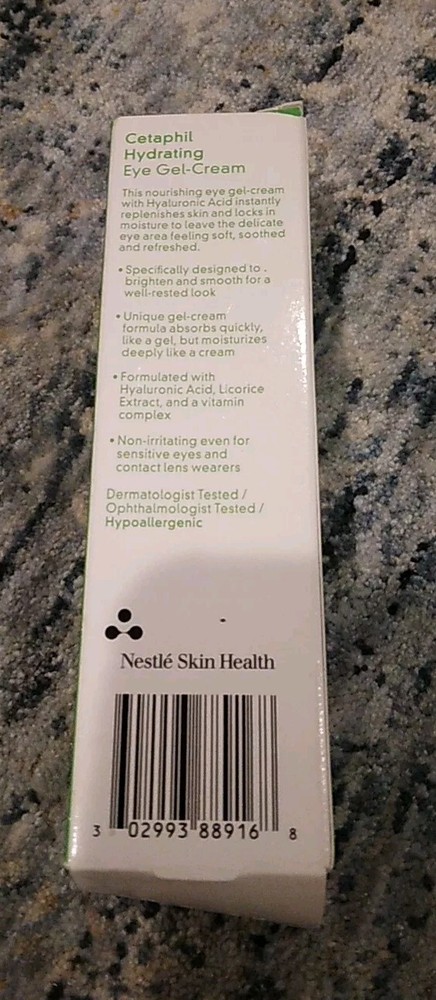 Cetaphil
Hydrating
Eye Gel-Cream
This nourishing eye gel-cream
with Hyaluronic Acid instantly
replenishes skin and locks in
moisture to leave the delicate
eye area feeling soft, soothed
and refreshed.
• Specifically designed to
brighten and smooth for a
well-rested look
• Unique gel-cream
formula absorbs quickly,
like a gel, but moisturizes
deeply like a cream
• Formulated with
Hyaluronic Acid, Licorice
Extract, and a vitamin
complex
• Non-irritating even for
sensitive eyes and
contact lens wearers
Dermatologist Tested /
Ophthalmologist Tested /
Hypoallergenic
Nestlé Skin Health
3 02993 88916 8